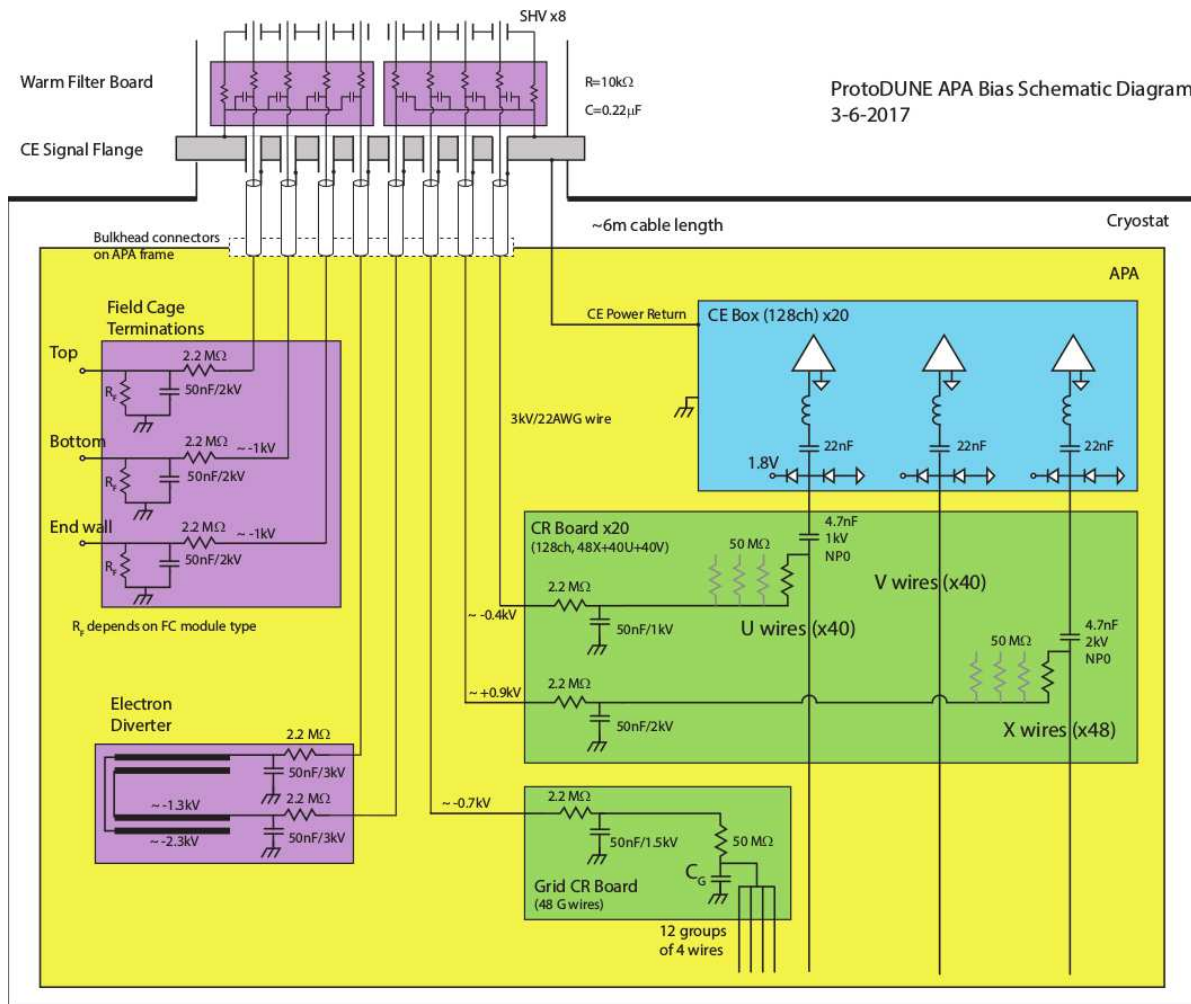 SHV x8
Warm Filter Board
R=10kΩ
C=0.22μF
ProtoDUNE APA Bias Schematic Diagram
3-6-2017
CE Signal Flange
~6m cable length
Cryostat
Bulkhead connectors
on APA frame
APA
Field Cage
Terminations
Top
2.2 MΩ
R_F
50nF/2kV
Bottom
2.2 MΩ
~ -1kV
R_F
50nF/2kV
End wall
2.2 MΩ
~ -1kV
R_F
50nF/2kV
R_F depends on FC module type
CE Power Return
CE Box (128ch) x20
3kV/22AWG wire
22nF
22nF
22nF
1.8V
CR Board x20
(128ch, 48X+40U+40V)
4.7nF
1kV
NP0
50 MΩ
V wires (x40)
2.2 MΩ
~ -0.4kV
50nF/1kV
U wires (x40)
4.7nF
2kV
NP0
50 MΩ
2.2 MΩ
~ +0.9kV
50nF/2kV
X wires (x48)
Electron
Diverter
2.2 MΩ
50nF/3kV
~ -1.3kV
2.2 MΩ
~ -2.3kV
50nF/3kV
~ -0.7kV
2.2 MΩ
50nF/1.5kV
50 MΩ
C_G
Grid CR Board
(48 G wires)
12 groups
of 4 wires